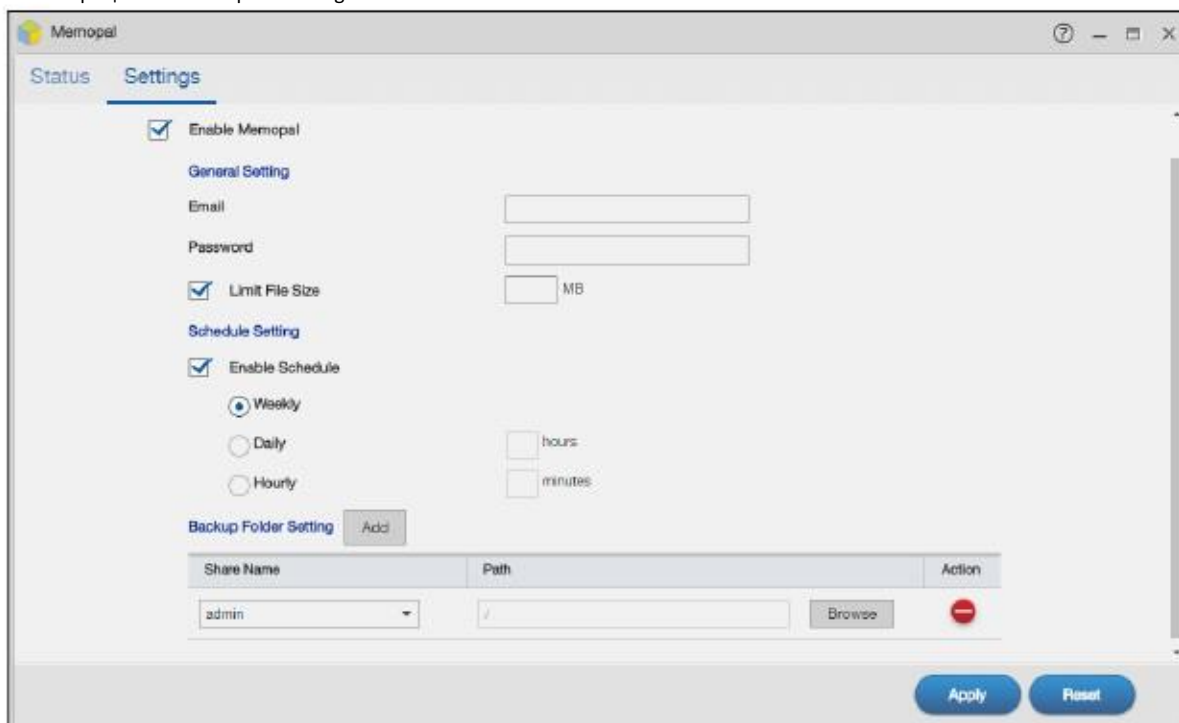 Memopal
Status Settings
Enable Memopal
General Setting
Email
Password
Limit File Size MB
Schedule Setting
Enable Schedule
Weekly
Daily hours
Hourly minutes
Backup Folder Setting Add
Share Name Path Action
admin / Browse
Apply Reset